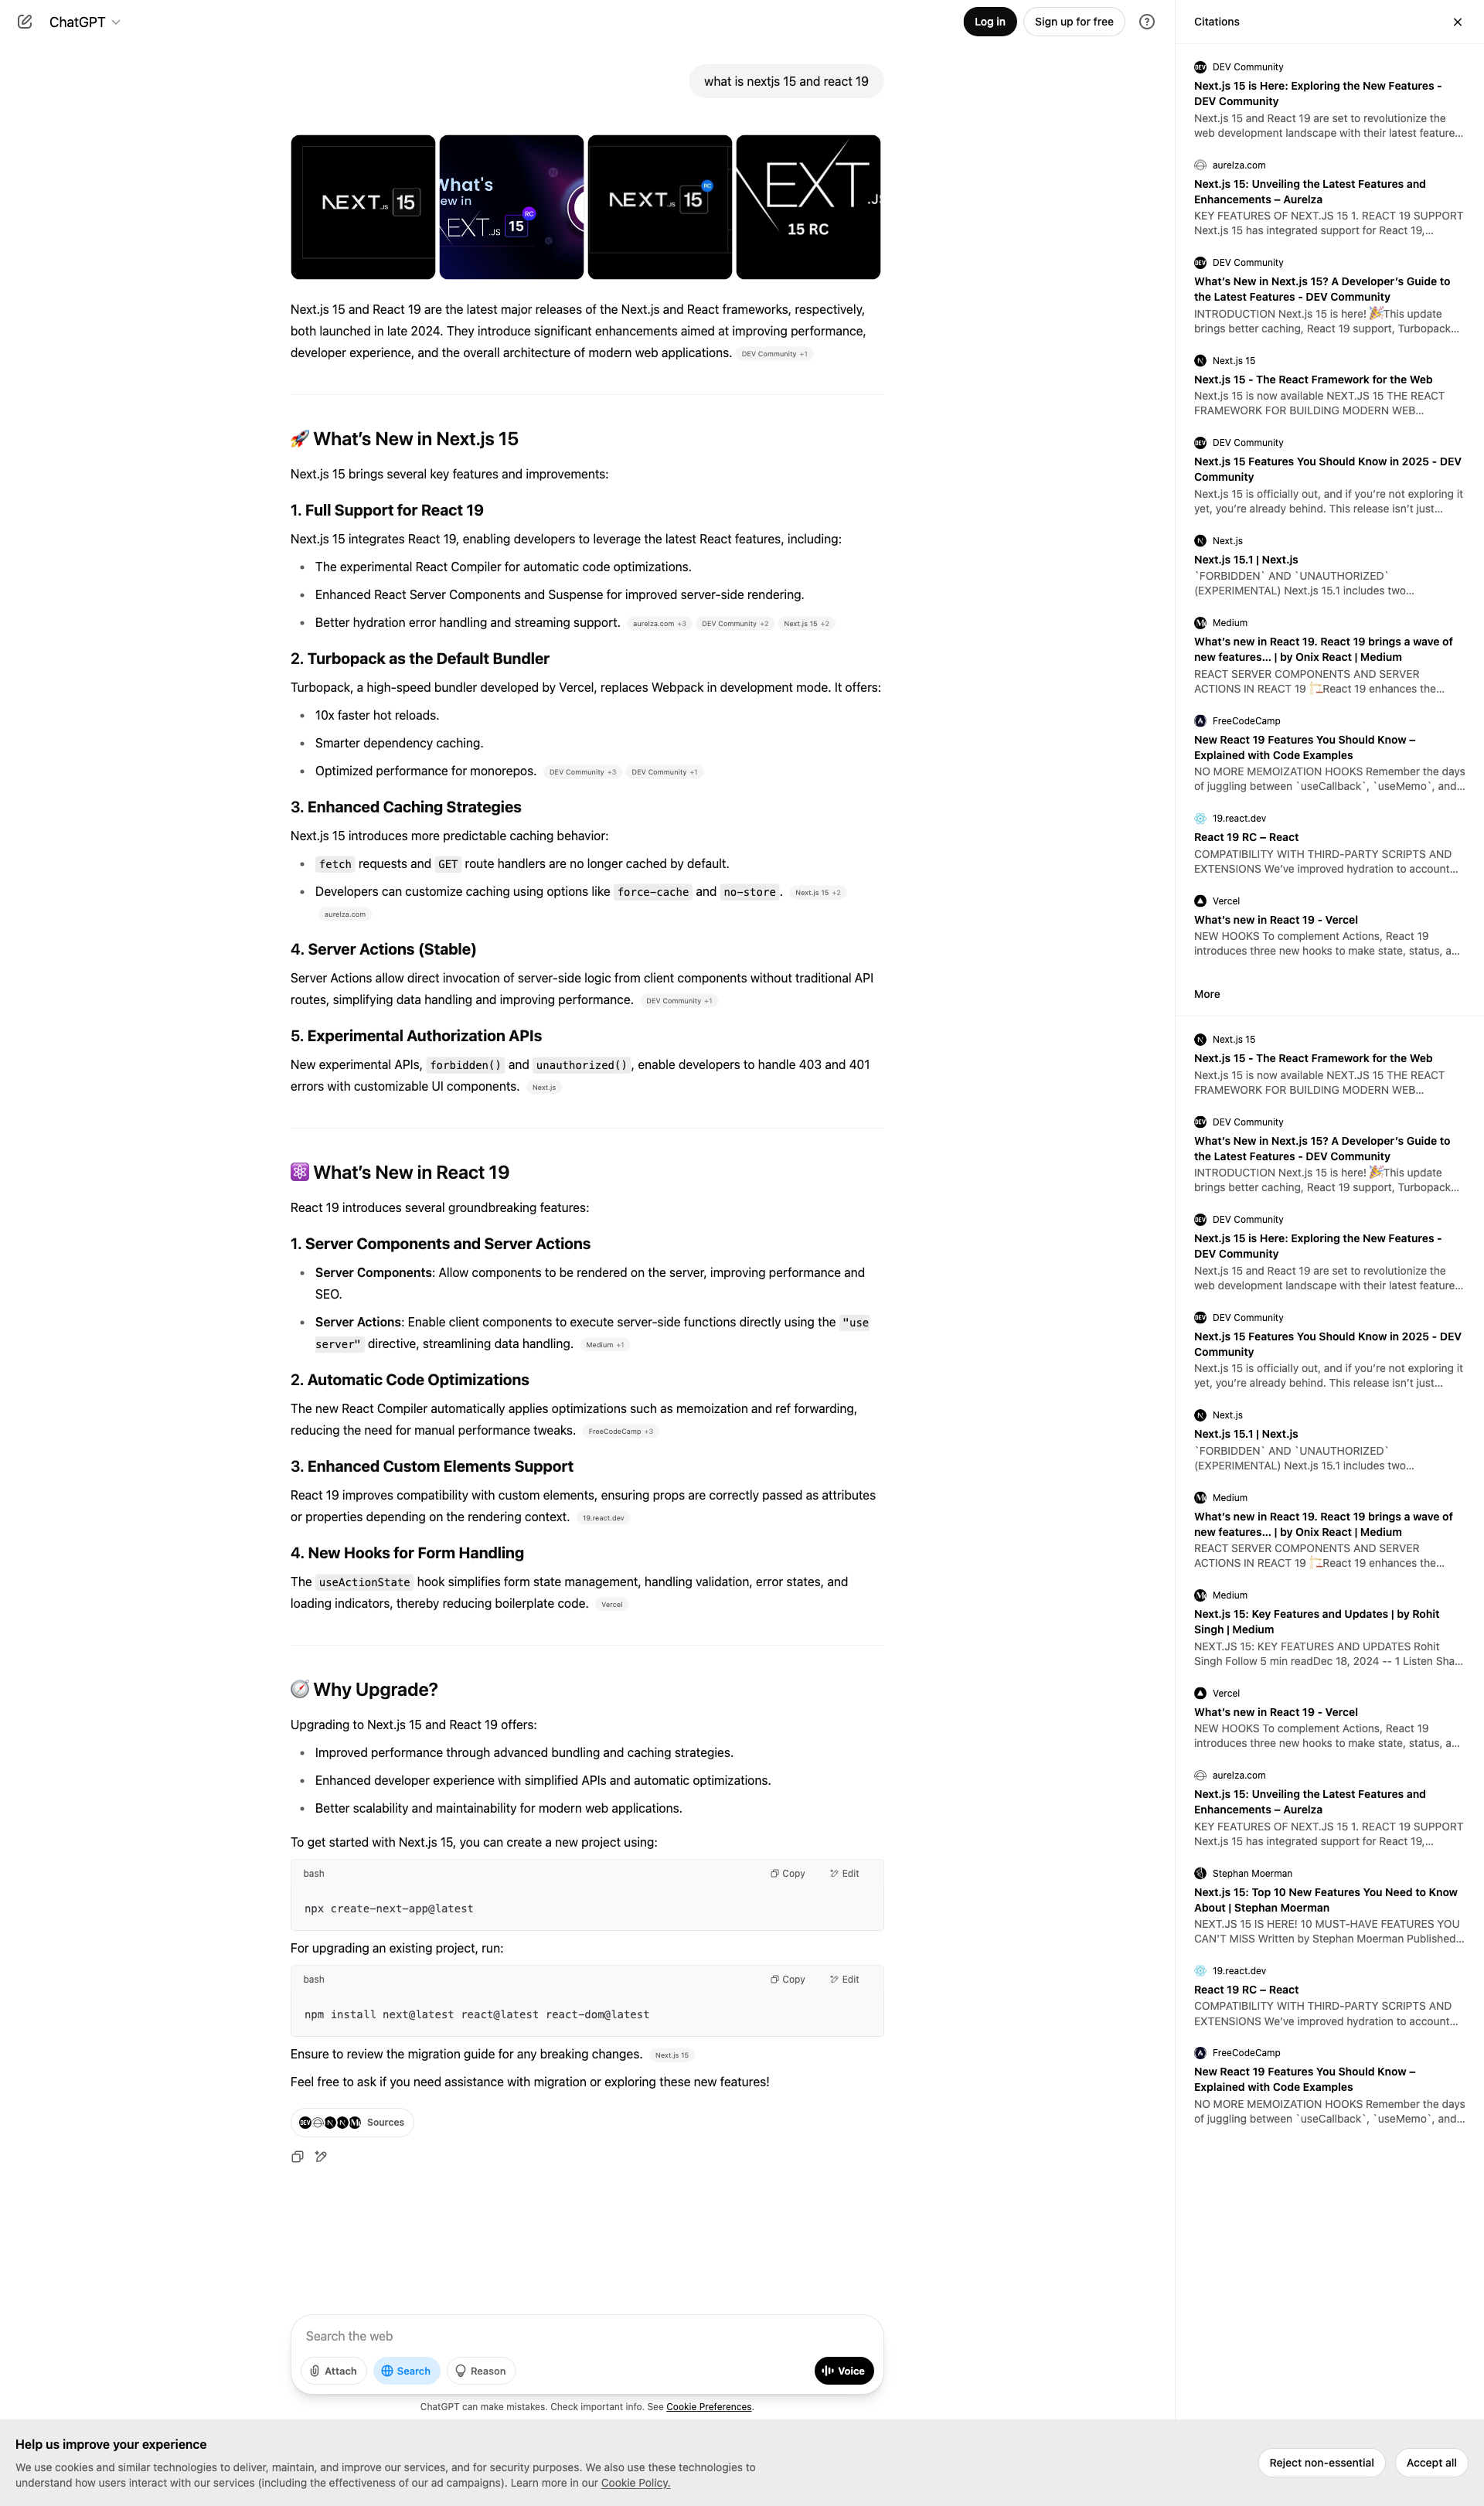 ChatGPT
Log in
Sign up for free
what is nextjs 15 and react 19
NEXT.JS 15
What's
new in
NEXT.JS 15 RC
NEXT.JS 15 RC
NEXT.JS
15 RC
Next.js 15 and React 19 are the latest major releases of the Next.js and React frameworks, respectively,
both launched in late 2024. They introduce significant enhancements aimed at improving performance,
developer experience, and the overall architecture of modern web applications. DEV Community +1
🚀 What’s New in Next.js 15
Next.js 15 brings several key features and improvements:
1. Full Support for React 19
Next.js 15 integrates React 19, enabling developers to leverage the latest React features, including:
• The experimental React Compiler for automatic code optimizations.
• Enhanced React Server Components and Suspense for improved server-side rendering.
• Better hydration error handling and streaming support. aurelza.com +3 DEV Community +2 Next.js 15 +2
2. Turbopack as the Default Bundler
Turbopack, a high-speed bundler developed by Vercel, replaces Webpack in development mode. It offers:
• 10x faster hot reloads.
• Smarter dependency caching.
• Optimized performance for monorepos. DEV Community +3 DEV Community +1
3. Enhanced Caching Strategies
Next.js 15 introduces more predictable caching behavior:
• fetch requests and GET route handlers are no longer cached by default.
• Developers can customize caching using options like force-cache and no-store. Next.js 15 +2
aurelza.com
4. Server Actions (Stable)
Server Actions allow direct invocation of server-side logic from client components without traditional API
routes, simplifying data handling and improving performance. DEV Community +1
5. Experimental Authorization APIs
New experimental APIs, forbidden() and unauthorized(), enable developers to handle 403 and 401
errors with customizable UI components. Next.js
⚛️ What’s New in React 19
React 19 introduces several groundbreaking features:
1. Server Components and Server Actions
• Server Components: Allow components to be rendered on the server, improving performance and
SEO.
• Server Actions: Enable client components to execute server-side functions directly using the "use
server" directive, streamlining data handling. Medium +1
2. Automatic Code Optimizations
The new React Compiler automatically applies optimizations such as memoization and ref forwarding,
reducing the need for manual performance tweaks. FreeCodeCamp +3
3. Enhanced Custom Elements Support
React 19 improves compatibility with custom elements, ensuring props are correctly passed as attributes
or properties depending on the rendering context. 19.react.dev
4. New Hooks for Form Handling
The useActionState hook simplifies form state management, handling validation, error states, and
loading indicators, thereby reducing boilerplate code. Vercel
🧭 Why Upgrade?
Upgrading to Next.js 15 and React 19 offers:
• Improved performance through advanced bundling and caching strategies.
• Enhanced developer experience with simplified APIs and automatic optimizations.
• Better scalability and maintainability for modern web applications.
To get started with Next.js 15, you can create a new project using:
bash Copy Edit
npx create-next-app@latest
For upgrading an existing project, run:
bash Copy Edit
npm install next@latest react@latest react-dom@latest
Ensure to review the migration guide for any breaking changes. Next.js 15
Feel free to ask if you need assistance with migration or exploring these new features!
Sources
Search the web
Attach Search Reason Voice
ChatGPT can make mistakes. Check important info. See Cookie Preferences.
Citations
DEV Community
Next.js 15 is Here: Exploring the New Features -
DEV Community
Next.js 15 and React 19 are set to revolutionize the
web development landscape with their latest feature...
aurelza.com
Next.js 15: Unveiling the Latest Features and
Enhancements – Aurelza
KEY FEATURES OF NEXT.JS 15 1. REACT 19 SUPPORT
Next.js 15 has integrated support for React 19,...
DEV Community
What’s New in Next.js 15? A Developer’s Guide to
the Latest Features - DEV Community
INTRODUCTION Next.js 15 is here! 🎉This update
brings better caching, React 19 support, Turbopack...
Next.js 15
Next.js 15 - The React Framework for the Web
Next.js 15 is now available NEXT.JS 15 THE REACT
FRAMEWORK FOR BUILDING MODERN WEB...
DEV Community
Next.js 15 Features You Should Know in 2025 - DEV
Community
Next.js 15 is officially out, and if you’re not exploring it
yet, you’re already behind. This release isn’t just...
Next.js
Next.js 15.1 | Next.js
`FORBIDDEN` AND `UNAUTHORIZED`
(EXPERIMENTAL) Next.js 15.1 includes two...
Medium
What’s new in React 19. React 19 brings a wave of
new features... | by Onix React | Medium
REACT SERVER COMPONENTS AND SERVER
ACTIONS IN REACT 19 🏗️React 19 enhances the...
FreeCodeCamp
New React 19 Features You Should Know –
Explained with Code Examples
NO MORE MEMOIZATION HOOKS Remember the days
of juggling between `useCallback`, `useMemo`, and...
19.react.dev
React 19 RC – React
COMPATIBILITY WITH THIRD-PARTY SCRIPTS AND
EXTENSIONS We’ve improved hydration to account...
Vercel
What’s new in React 19 - Vercel
NEW HOOKS To complement Actions, React 19
introduces three new hooks to make state, status, a...
More
Next.js 15
Next.js 15 - The React Framework for the Web
Next.js 15 is now available NEXT.JS 15 THE REACT
FRAMEWORK FOR BUILDING MODERN WEB...
DEV Community
What’s New in Next.js 15? A Developer’s Guide to
the Latest Features - DEV Community
INTRODUCTION Next.js 15 is here! 🎉This update
brings better caching, React 19 support, Turbopack...
DEV Community
Next.js 15 is Here: Exploring the New Features -
DEV Community
Next.js 15 and React 19 are set to revolutionize the
web development landscape with their latest feature...
DEV Community
Next.js 15 Features You Should Know in 2025 - DEV
Community
Next.js 15 is officially out, and if you’re not exploring it
yet, you’re already behind. This release isn’t just...
Next.js
Next.js 15.1 | Next.js
`FORBIDDEN` AND `UNAUTHORIZED`
(EXPERIMENTAL) Next.js 15.1 includes two...
Medium
What’s new in React 19. React 19 brings a wave of
new features... | by Onix React | Medium
REACT SERVER COMPONENTS AND SERVER
ACTIONS IN REACT 19 🏗️React 19 enhances the...
Medium
Next.js 15: Key Features and Updates | by Rohit
Singh | Medium
NEXT.JS 15: KEY FEATURES AND UPDATES Rohit
Singh Follow 5 min readDec 18, 2024 -- 1 Listen Sha...
Vercel
What’s new in React 19 - Vercel
NEW HOOKS To complement Actions, React 19
introduces three new hooks to make state, status, a...
aurelza.com
Next.js 15: Unveiling the Latest Features and
Enhancements – Aurelza
KEY FEATURES OF NEXT.JS 15 1. REACT 19 SUPPORT
Next.js 15 has integrated support for React 19,...
Stephan Moerman
Next.js 15: Top 10 New Features You Need to Know
About | Stephan Moerman
NEXT.JS 15 IS HERE! 10 MUST-HAVE FEATURES YOU
CAN'T MISS Written by Stephan Moerman Published...
19.react.dev
React 19 RC – React
COMPATIBILITY WITH THIRD-PARTY SCRIPTS AND
EXTENSIONS We’ve improved hydration to account...
FreeCodeCamp
New React 19 Features You Should Know –
Explained with Code Examples
NO MORE MEMOIZATION HOOKS Remember the days
of juggling between `useCallback`, `useMemo`, and...
Help us improve your experience
We use cookies and similar technologies to deliver, maintain, and improve our services, and for security purposes. We also use these technologies to
understand how users interact with our services (including the effectiveness of our ad campaigns). Learn more in our Cookie Policy.
Reject non-essential
Accept all